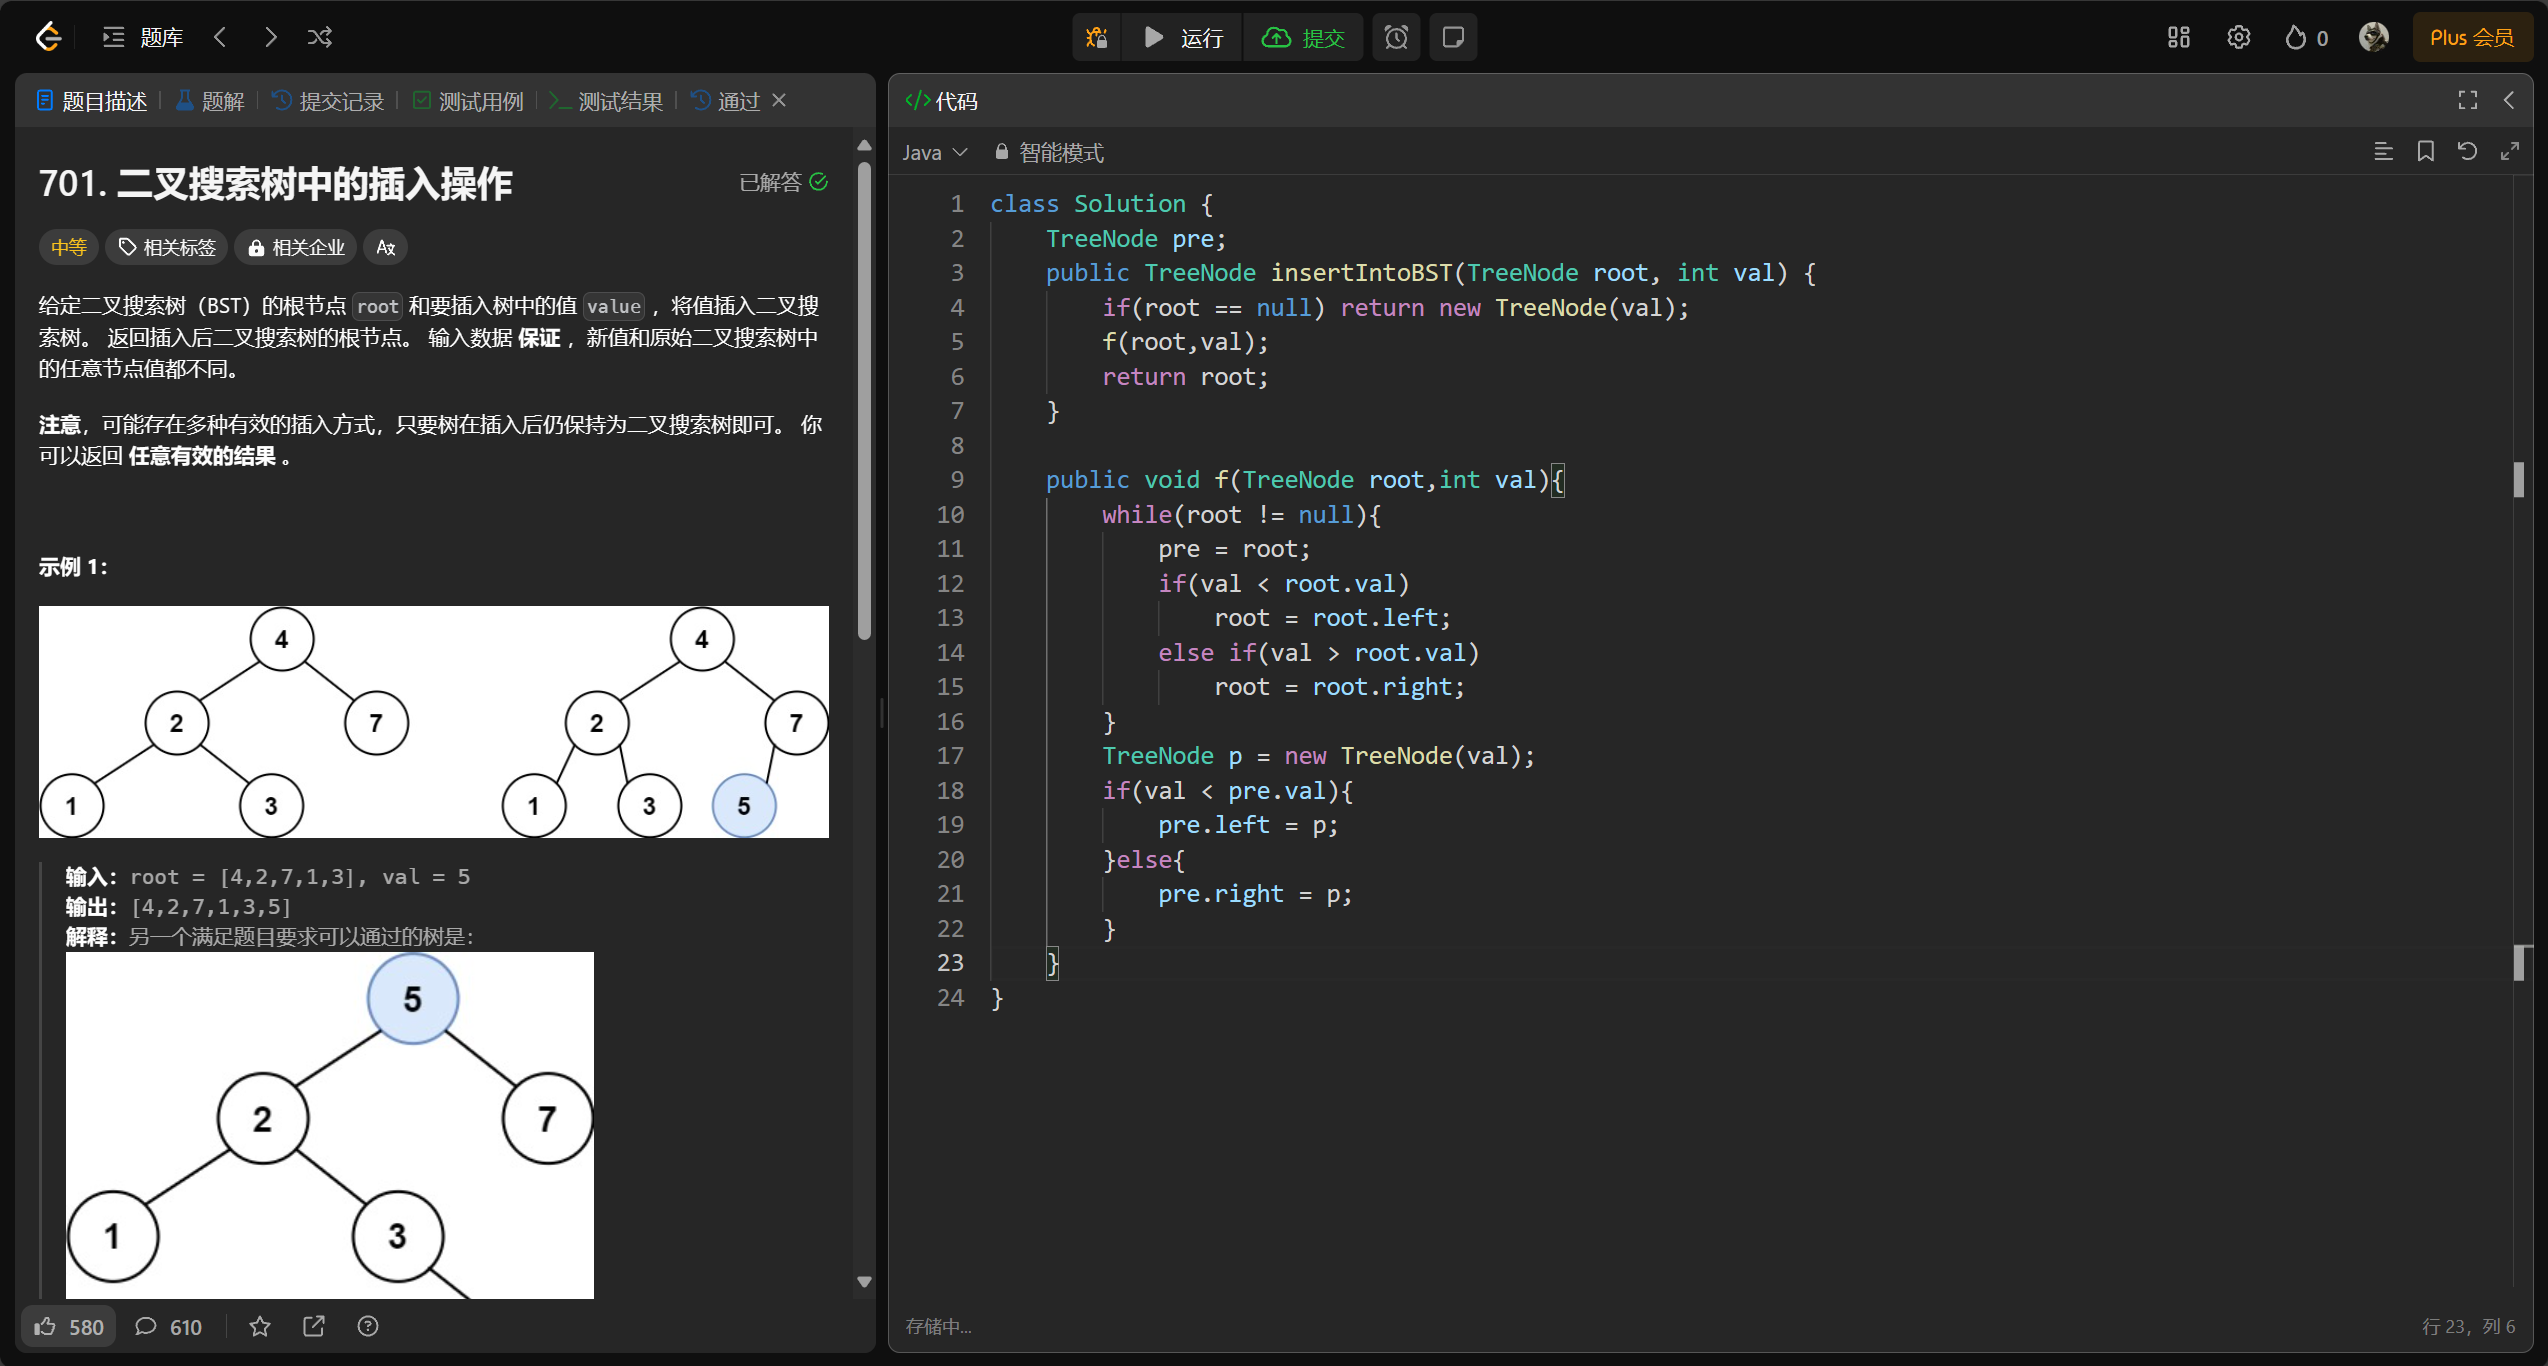 题库
运行
提交
0
Plus 会员
题目描述
题解
提交记录
测试用例
测试结果
通过
701. 二叉搜索树中的插入操作
已解答
中等
相关标签
相关企业
给定二叉搜索树（BST）的根节点 root 和要插入树中的值 value ，将值插入二叉搜
索树。 返回插入后二叉搜索树的根节点。 输入数据 保证 ，新值和原始二叉搜索树中
的任意节点值都不同。
注意，可能存在多种有效的插入方式，只要树在插入后仍保持为二叉搜索树即可。 你
可以返回 任意有效的结果 。
示例 1：
4
2 7
1 3
4
2 7
1 3 5
输入：root = [4,2,7,1,3], val = 5
输出：[4,2,7,1,3,5]
解释：另一个满足题目要求可以通过的树是：
5
2 7
1 3
580
610
</> 代码
Java
智能模式
1 class Solution {
2 TreeNode pre;
3 public TreeNode insertIntoBST(TreeNode root, int val) {
4 if(root == null) return new TreeNode(val);
5 f(root,val);
6 return root;
7 }
8
9 public void f(TreeNode root,int val){
10 while(root != null){
11 pre = root;
12 if(val < root.val)
13 root = root.left;
14 else if(val > root.val)
15 root = root.right;
16 }
17 TreeNode p = new TreeNode(val);
18 if(val < pre.val){
19 pre.left = p;
20 }else{
21 pre.right = p;
22 }
23 }
24 }
存储中...
行 23，列 6